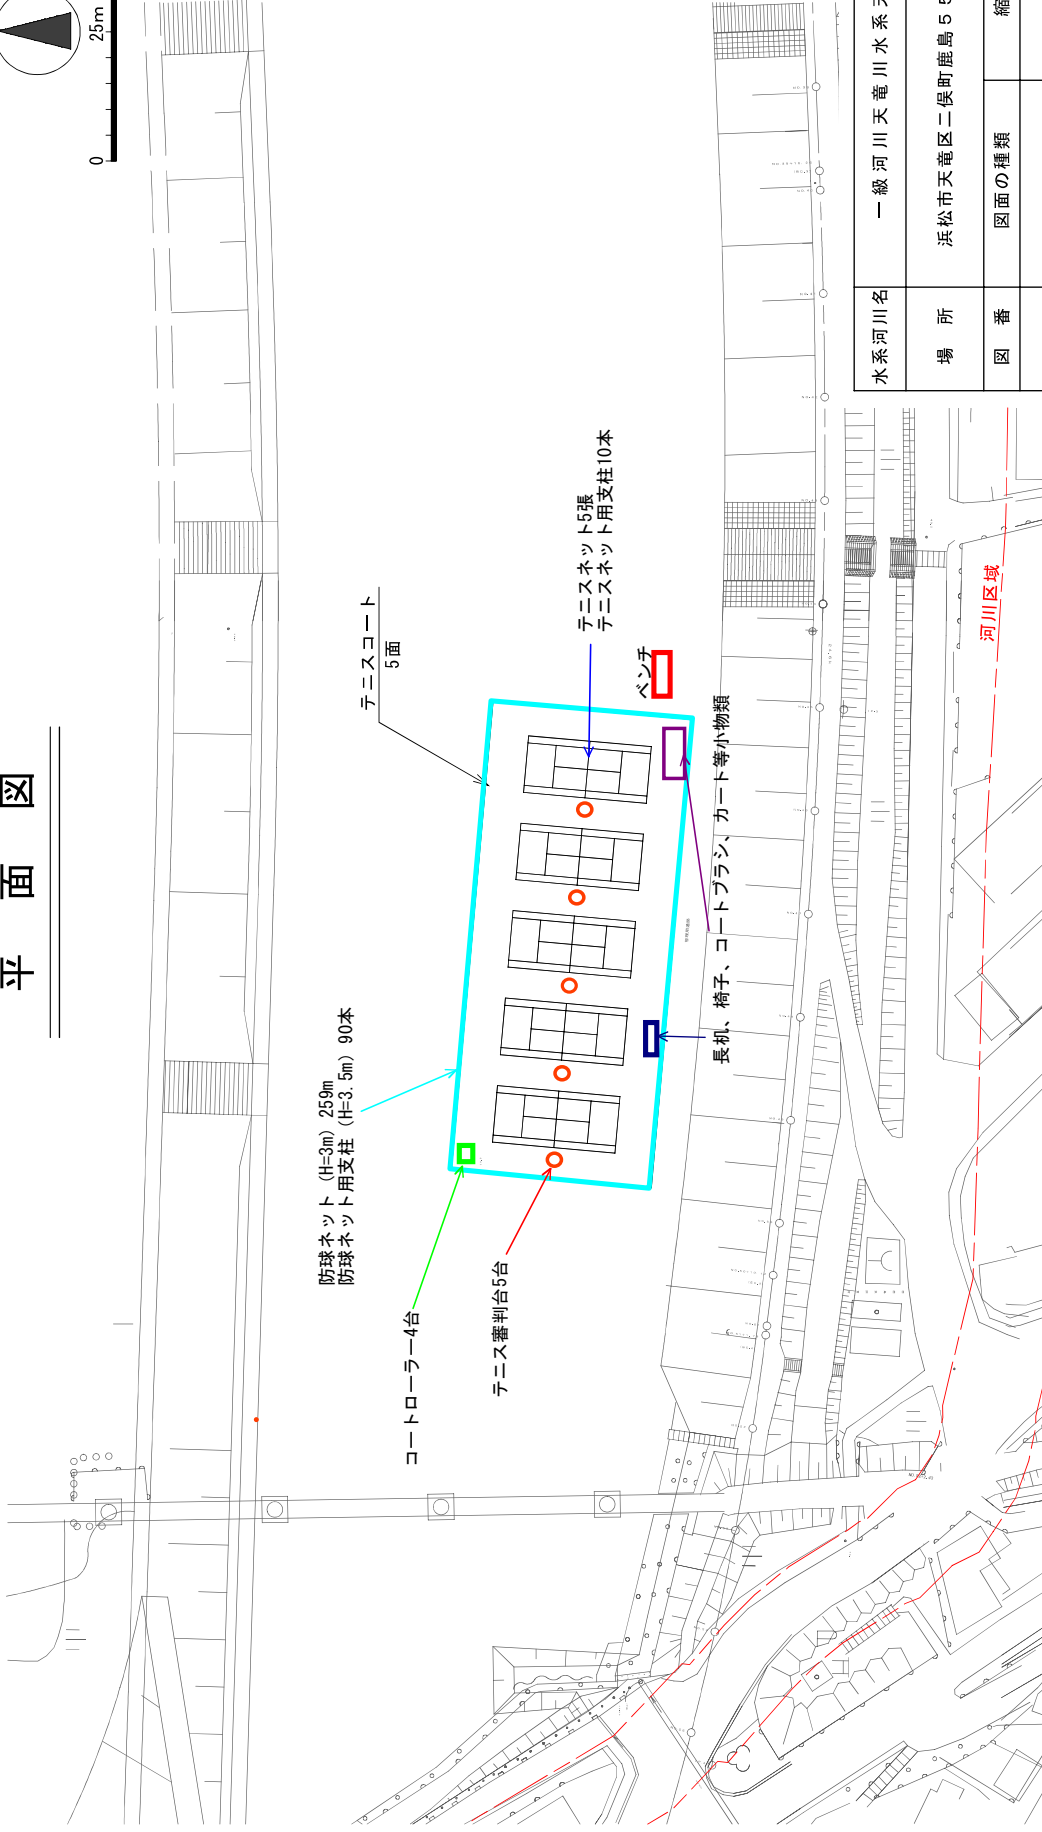 平面図
0 25m
テニスコート
5面
テニスネット5張
テニスネット用支柱10本
ベンチ
防球ネット (H=3m) 259m
防球ネット用支柱 (H=3.5m) 90本
コートローラー4台
テニス審判台5台
長机、椅子、コートブラシ、カート等小物類
河川区域
水系河川名 一級河川天竜川水系
場所 浜松市天竜区二俣町鹿島55
図番 図面の種類 縮